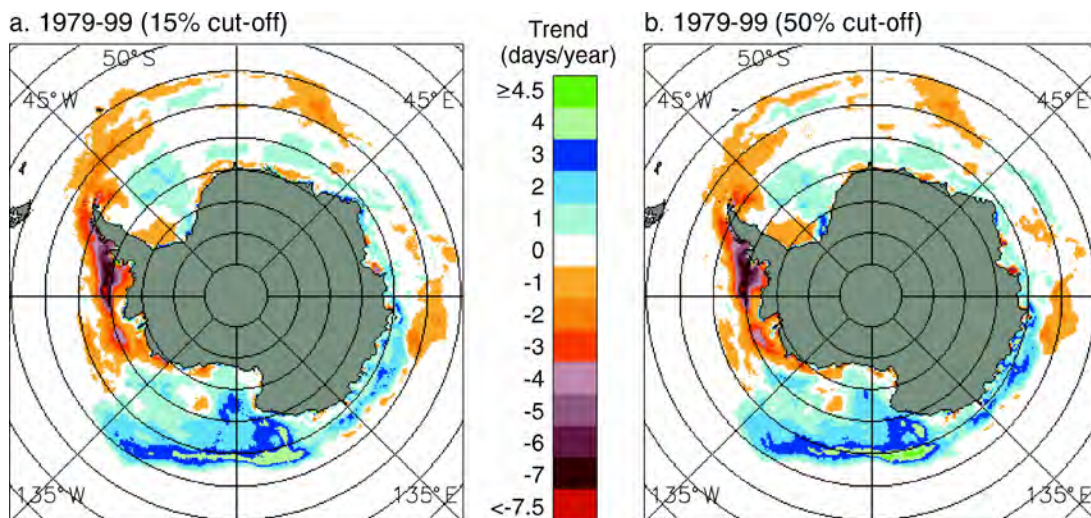 a. 1979-99 (15% cut-off)
50°S
45°W
45°E
135°W
135°E
Trend
(days/year)
≥4.5
4
3
2
1
0
-1
-2
-3
-4
-5
-6
-7
<-7.5
b. 1979-99 (50% cut-off)
50°S
45°W
45°E
135°W
135°E